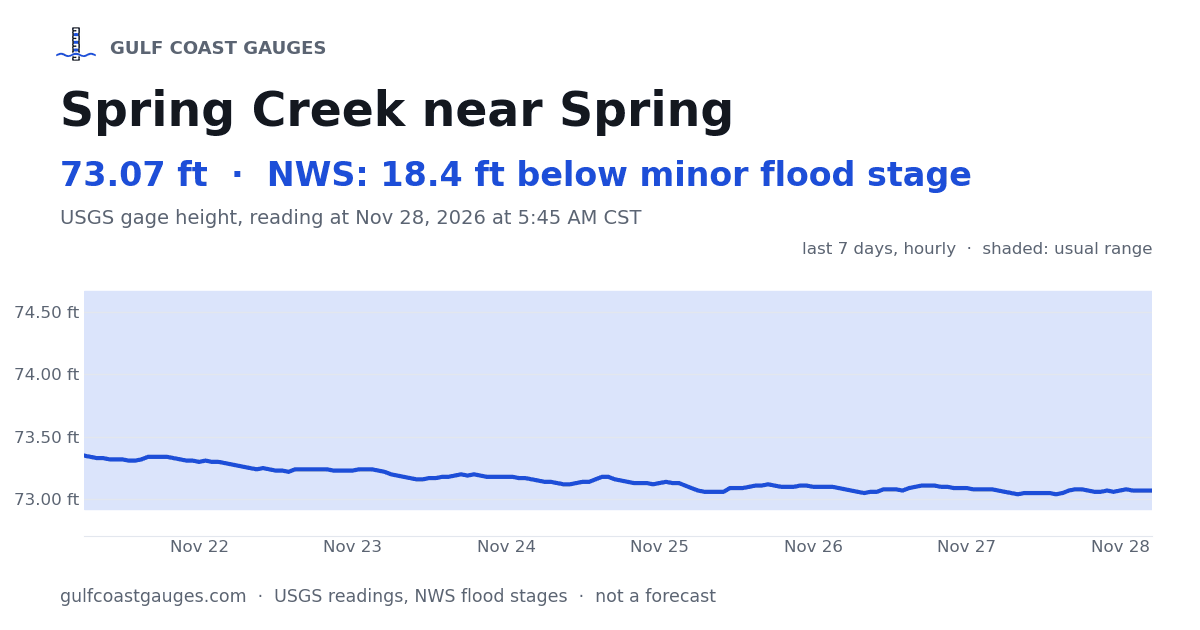 GULF COAST GAUGES
Spring Creek near Spring
73.07 ft · NWS: 18.4 ft below minor flood stage
USGS gage height, reading at Nov 28, 2026 at 5:45 AM CST
last 7 days, hourly · shaded: usual range
74.50 ft
74.00 ft
73.50 ft
73.00 ft
Nov 22 Nov 23 Nov 24 Nov 25 Nov 26 Nov 27 Nov 28
gulfcoastgauges.com · USGS readings, NWS flood stages · not a forecast